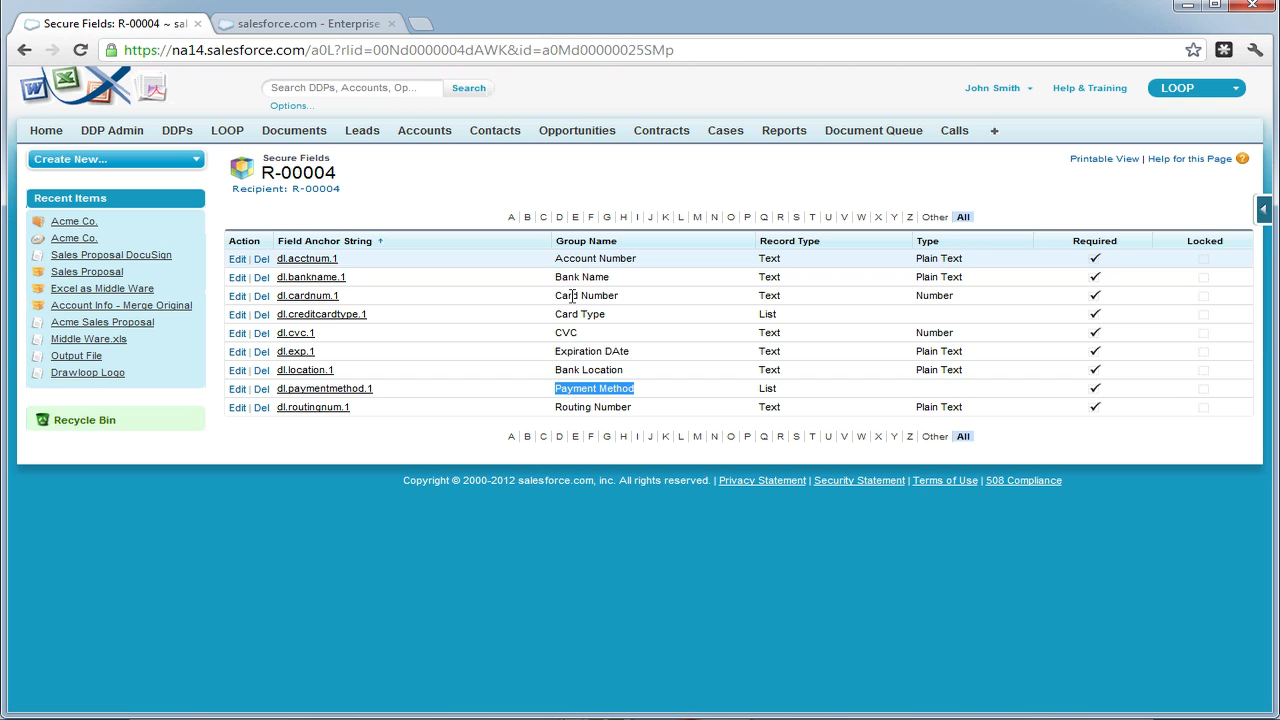 Secure Fields: R-00004 ~ sal
salesforce.com - Enterprise
https://na14.salesforce.com/a0L?rlid=00Nd0000004dAWK&id=a0Md00000025SMp
Search DDPs, Accounts, Op...
Search
Options...
John Smith
Help & Training
LOOP
Home
DDP Admin
DDPs
LOOP
Documents
Leads
Accounts
Contacts
Opportunities
Contracts
Cases
Reports
Document Queue
Calls
+
Create New...
Recent Items
Acme Co.
Acme Co.
Sales Proposal DocuSign
Sales Proposal
Excel as Middle Ware
Account Info - Merge Original
Acme Sales Proposal
Middle Ware.xls
Output File
Drawloop Logo
Recycle Bin
Secure Fields
R-00004
Recipient: R-00004
Printable View | Help for this Page ?
A | B | C | D | E | F | G | H | I | J | K | L | M | N | O | P | Q | R | S | T | U | V | W | X | Y | Z | Other | All
Action Field Anchor String Group Name Record Type Type Required Locked
Edit | Del dl.acctnum.1 Account Number Text Plain Text
Edit | Del dl.bankname.1 Bank Name Text Plain Text
Edit | Del dl.cardnum.1 Card Number Text Number
Edit | Del dl.creditcardtype.1 Card Type List
Edit | Del dl.cvc.1 CVC Text Number
Edit | Del dl.exp.1 Expiration DAte Text Plain Text
Edit | Del dl.location.1 Bank Location Text Plain Text
Edit | Del dl.paymentmethod.1 Payment Method List
Edit | Del dl.routingnum.1 Routing Number Text Plain Text
A | B | C | D | E | F | G | H | I | J | K | L | M | N | O | P | Q | R | S | T | U | V | W | X | Y | Z | Other | All
Copyright © 2000-2012 salesforce.com, inc. All rights reserved. | Privacy Statement | Security Statement | Terms of Use | 508 Compliance